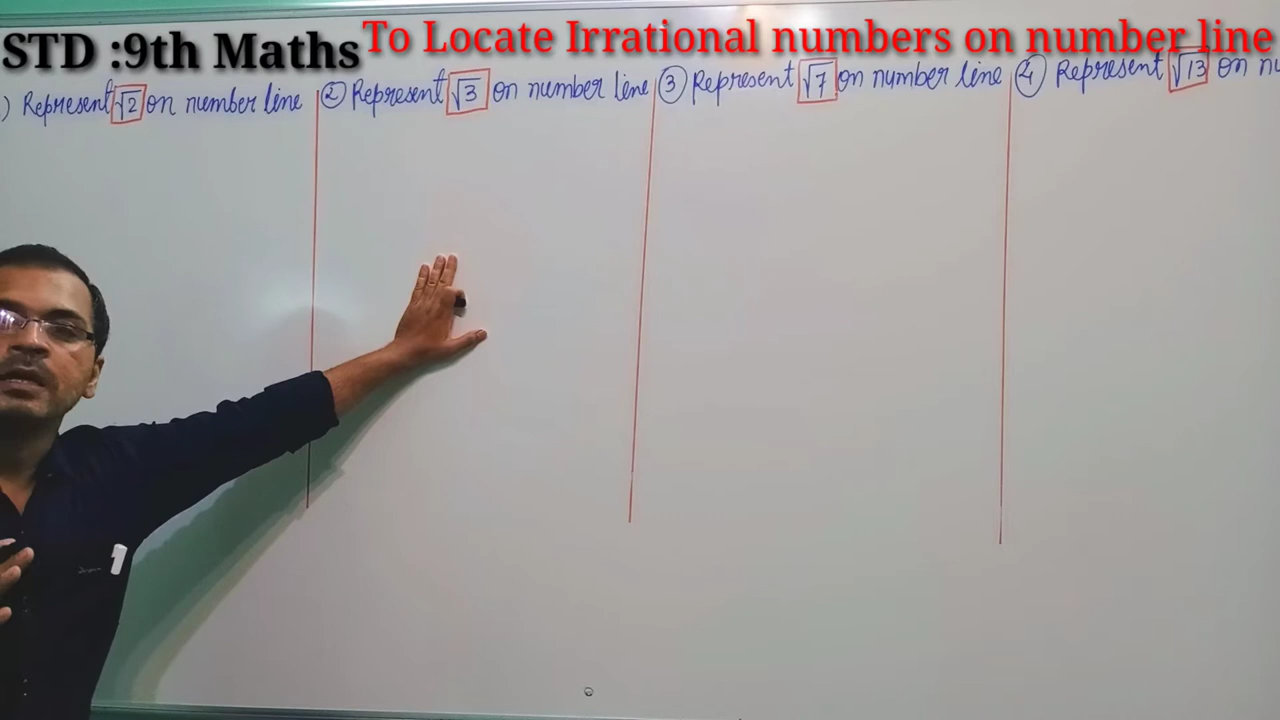 STD :9th Maths
To Locate Irrational numbers on number line
) Represent √2 on number line
② Represent √3 on number line
③ Represent √7 on number line
④ Represent √13 on nu